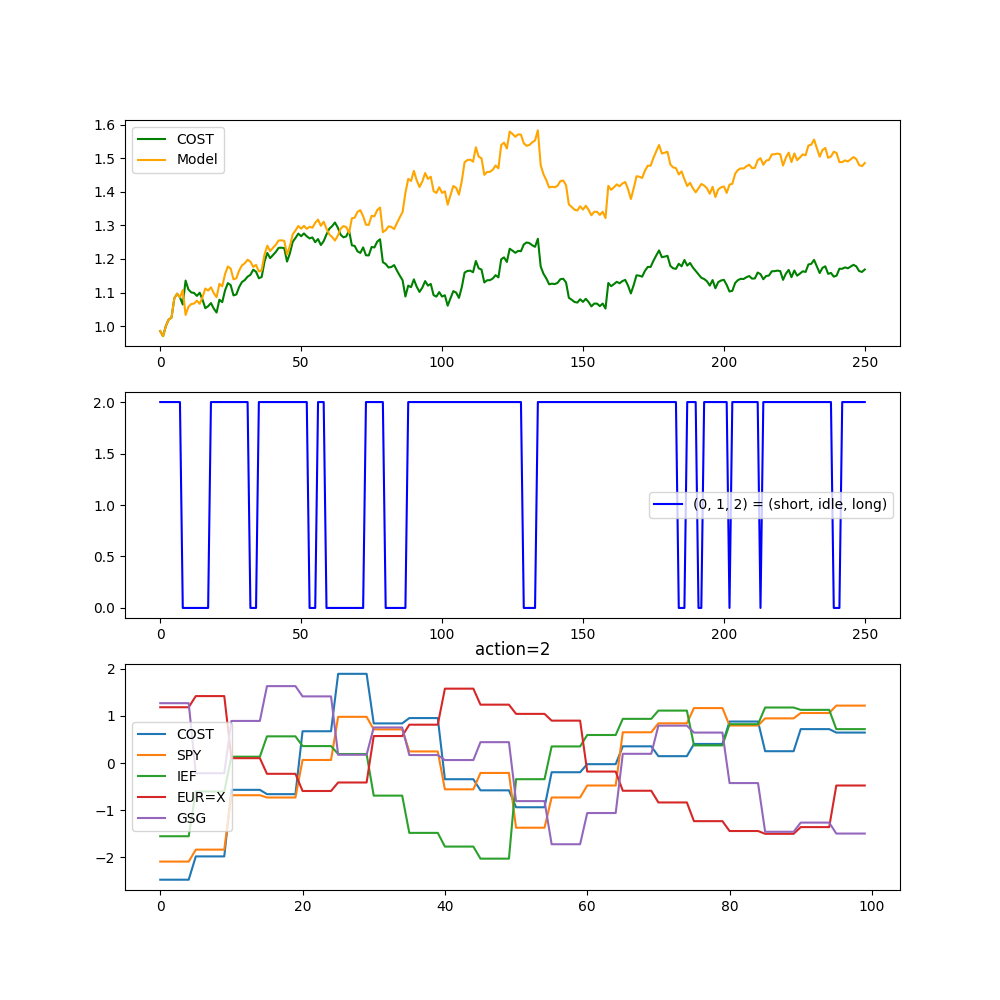 1.6
1.5
1.4
1.3
1.2
1.1
1.0
COST
Model
0 50 100 150 200 250
2.0
1.5
1.0
0.5
0.0
(0, 1, 2) = (short, idle, long)
0 50 100 150 200 250
action=2
2
1
0
−1
−2
COST
SPY
IEF
EUR=X
GSG
0 20 40 60 80 100